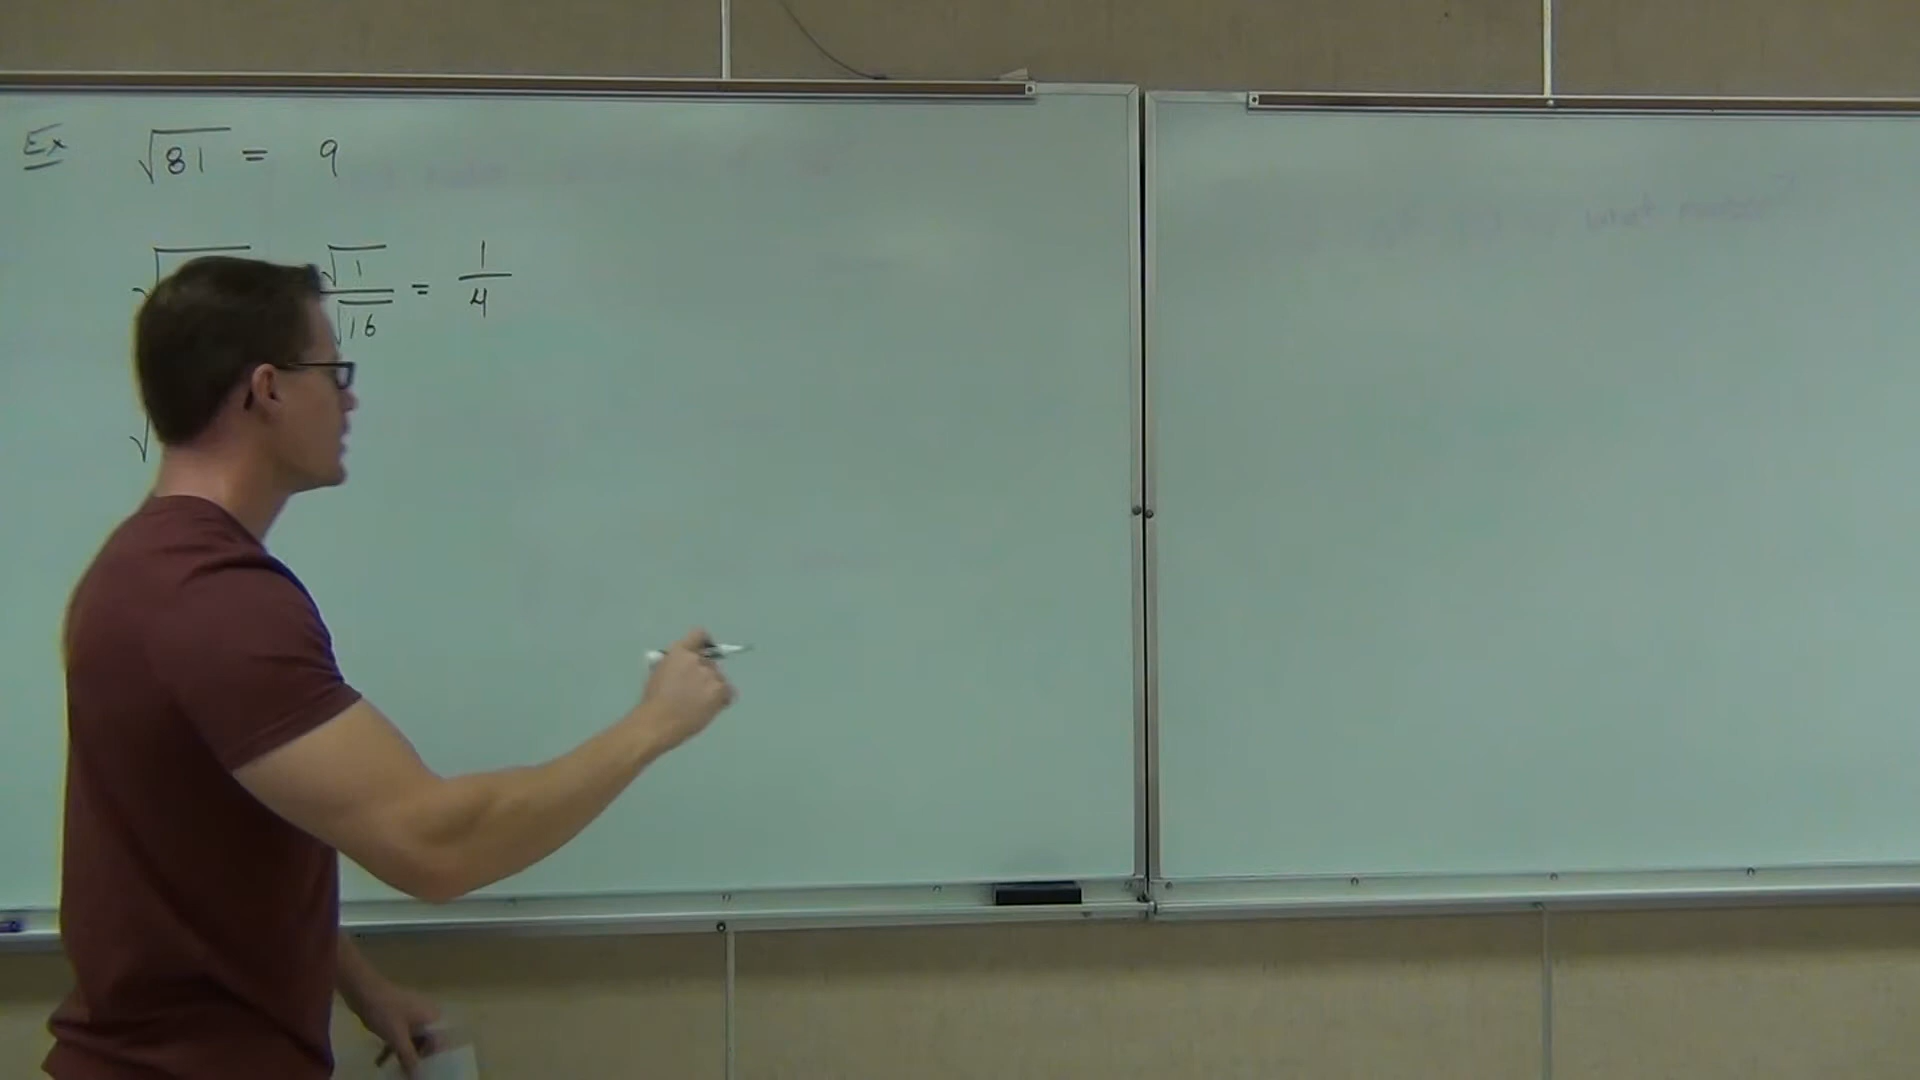 Ex √81 = 9
√1/√16 = 1/4
√